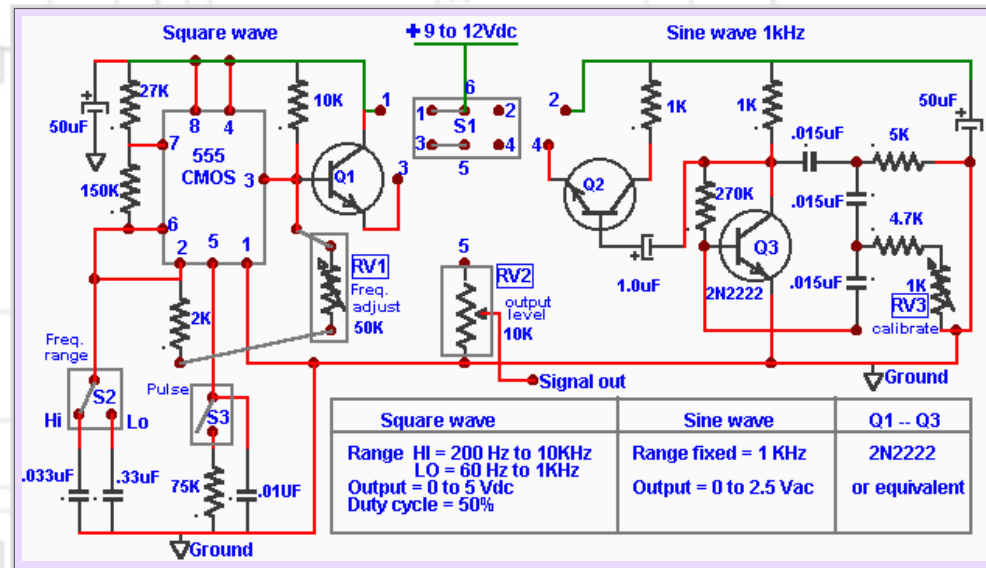 Square wave
+ 9 to 12Vdc
Sine wave 1kHz
27K
50uF
8
4
7
555
CMOS
3
150K
6
2
5
1
10K
Q1
1
3
6
1
2
S1
3
4
5
2
4
1K
1K
50uF
.015uF
5K
Q2
270K
.015uF
4.7K
Q3
1.0uF
2N2222
.015uF
1K
RV3
calibrate
2K
RV1
Freq.
adjust
50K
5
RV2
output
level
10K
Signal out
Ground
Freq.
range
S2
Hi
Lo
Pulse
S3
.033uF
.33uF
75K
.01UF
Ground
Square wave
Sine wave
Q1 -- Q3
Range HI = 200 Hz to 10KHz
LO = 60 Hz to 1KHz
Output = 0 to 5 Vdc
Duty cycle = 50%
Range fixed = 1 KHz
Output = 0 to 2.5 Vac
2N2222
or equivalent